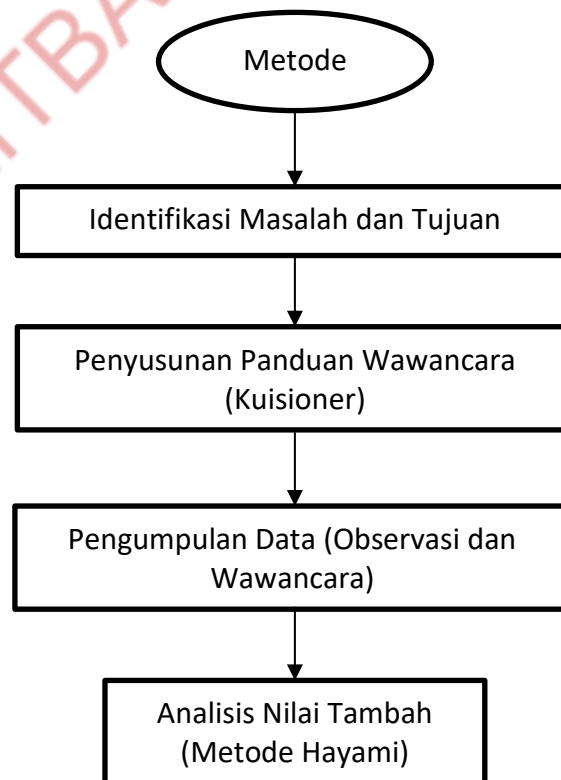 Metode
Identifikasi Masalah dan Tujuan
Penyusunan Panduan Wawancara
(Kuisioner)
Pengumpulan Data (Observasi dan
Wawancara)
Analisis Nilai Tambah
(Metode Hayami)